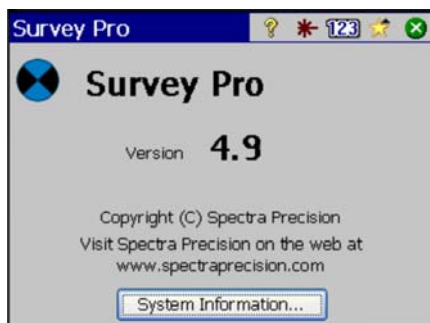 Survey Pro
123
Survey Pro
Version 4.9
Copyright (C) Spectra Precision
Visit Spectra Precision on the web at
www.spectraprecision.com
System Information...